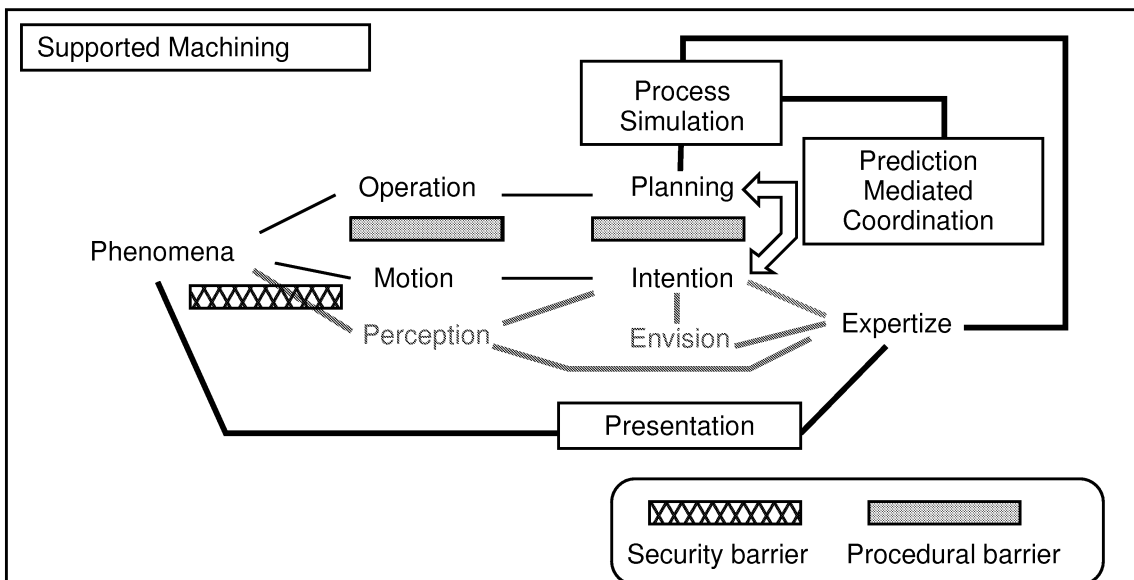 Supported Machining
Process
Simulation
Prediction
Mediated
Coordination
Operation
Planning
Phenomena
Motion
Intention
Perception
Envision
Expertize
Presentation
Security barrier
Procedural barrier